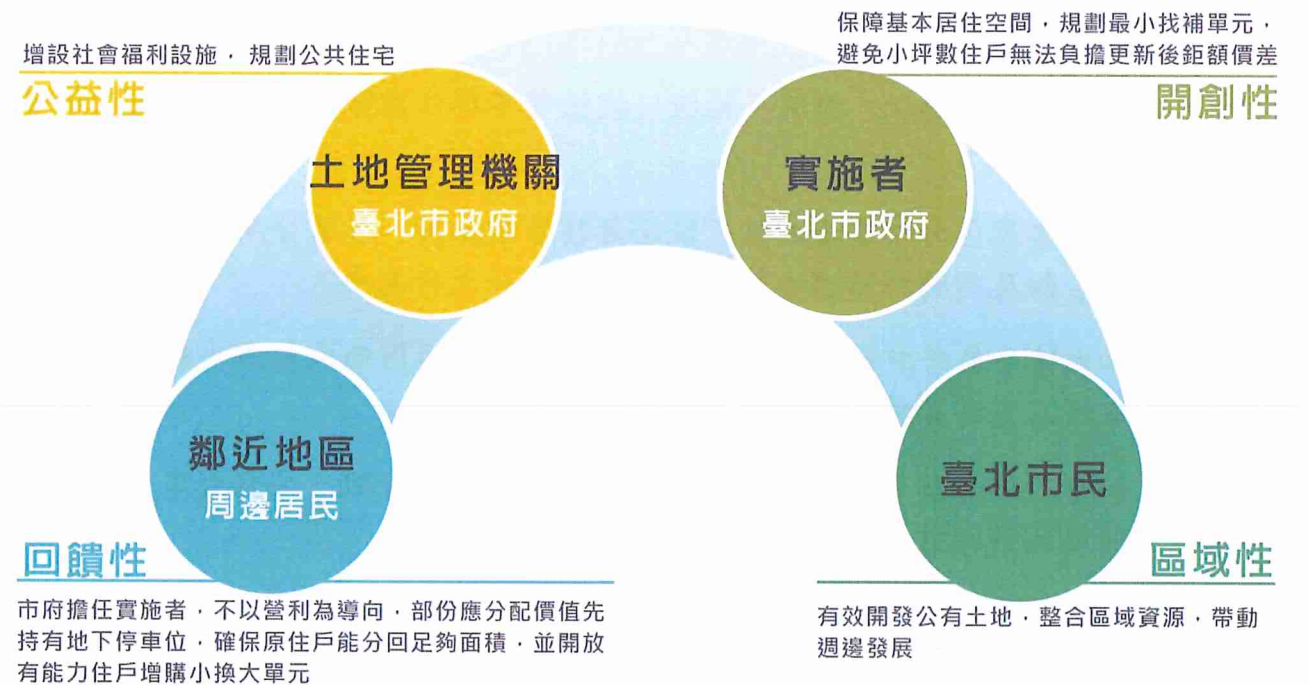 增設社會福利設施，規劃公共住宅
公益性
土地管理機關
臺北市政府
保障基本居住空間，規劃最小找補單元，
避免小坪數住戶無法負擔更新後鉅額價差
開創性
實施者
臺北市政府
鄰近地區
周邊居民
回饋性
市府擔任實施者，不以營利為導向，部份應分配價值先
持有地下停車位，確保原住戶能分回足夠面積，並開放
有能力住戶增購小換大單元
臺北市民
區域性
有效開發公有土地，整合區域資源，帶動
週邊發展